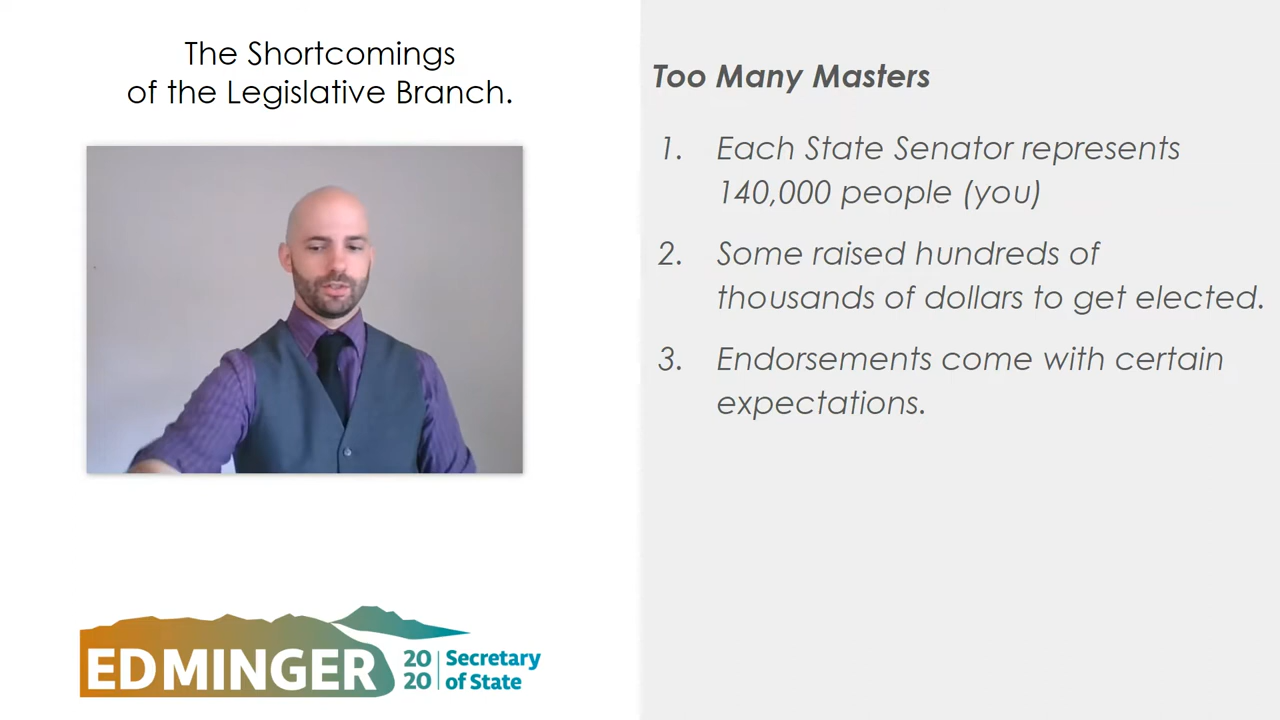 The Shortcomings
of the Legislative Branch.
Too Many Masters
1. Each State Senator represents
140,000 people (you)
2. Some raised hundreds of
thousands of dollars to get elected.
3. Endorsements come with certain
expectations.
EDMINGER
20
20
Secretary
of State